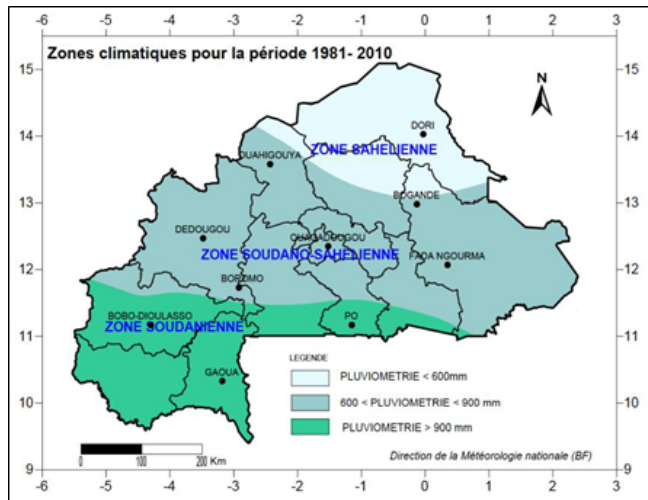 -6 -5 -4 -3 -2 -1 0 1 2 3
Zones climatiques pour la période 1981- 2010
15 15
N
DORI
14 14
ZONE SAHELIENNE
OUAHIGOUYA
13 13
BOGANDE
DEDOUGOU
OUAGADOUGOU
ZONE SOUDANO-SAHELIENNE
FADA NGOURMA
12 12
BOROMO
BOBO-DIOULASSO
PO
ZONE SOUDANIENNE
11 11
LEGENDE
PLUVIOMETRIE < 600mm
GAOUA
600 < PLUVIOMETRIE < 900 mm
10 10
PLUVIOMETRIE > 900 mm
0 100 200 Km
Direction de la Météorologie nationale (BF)
9 9
-6 -5 -4 -3 -2 -1 0 1 2 3